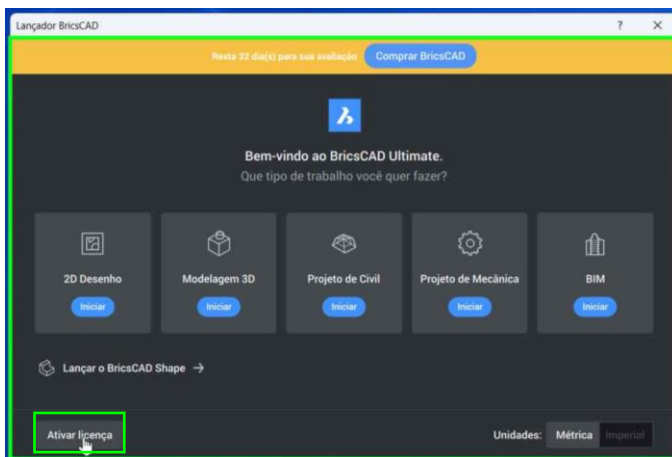 Lançador BricsCAD ? X
Resta 22 dia(s) para sua avaliação Comprar BricsCAD
Bem-vindo ao BricsCAD Ultimate.
Que tipo de trabalho você quer fazer?
2D Desenho Modelagem 3D Projeto de Civil Projeto de Mecânica BIM
Iniciar Iniciar Iniciar Iniciar Iniciar
Lançar o BricsCAD Shape →
Ativar licença Unidades: Métrica Imperial